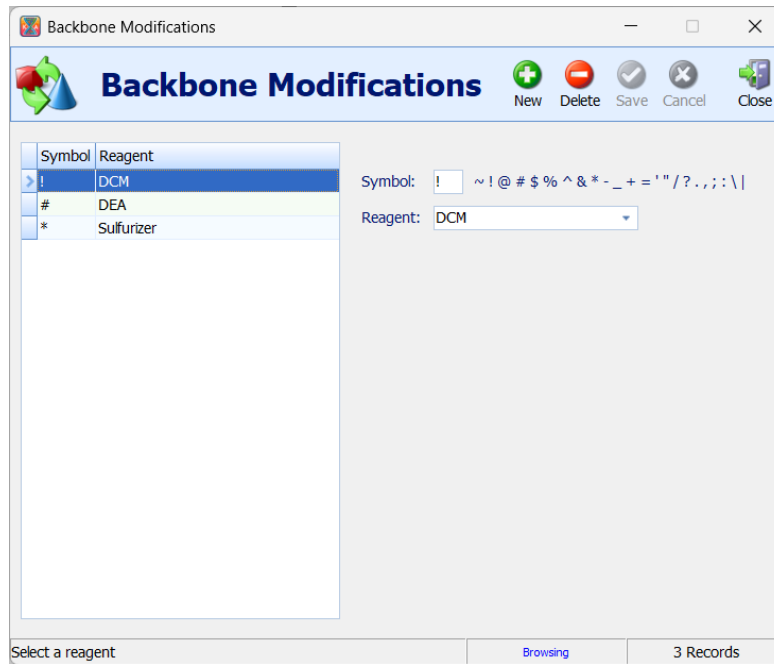 Backbone Modifications
Backbone Modifications
New Delete Save Cancel Close
Symbol Reagent
! DCM
# DEA
* Sulfurizer
Symbol: ! ~ ! @ # $ % ^ & * - _ + = ' " / ? . , ; : \ |
Reagent: DCM
Select a reagent Browsing 3 Records